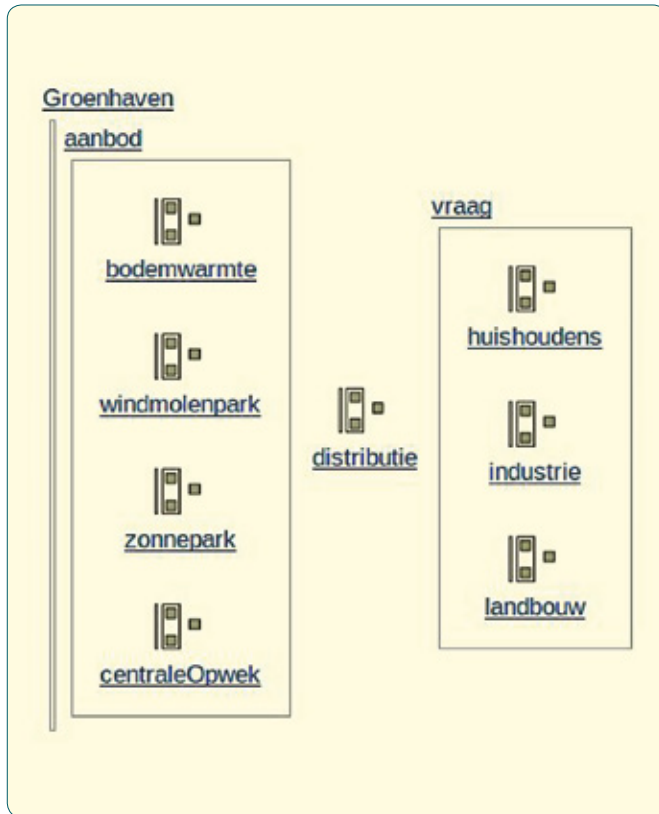 Groenhaven
aanbod
bodemwarmte
windmolenpark
zonnepark
centraleOpwek
distributie
vraag
huishoudens
industrie
landbouw